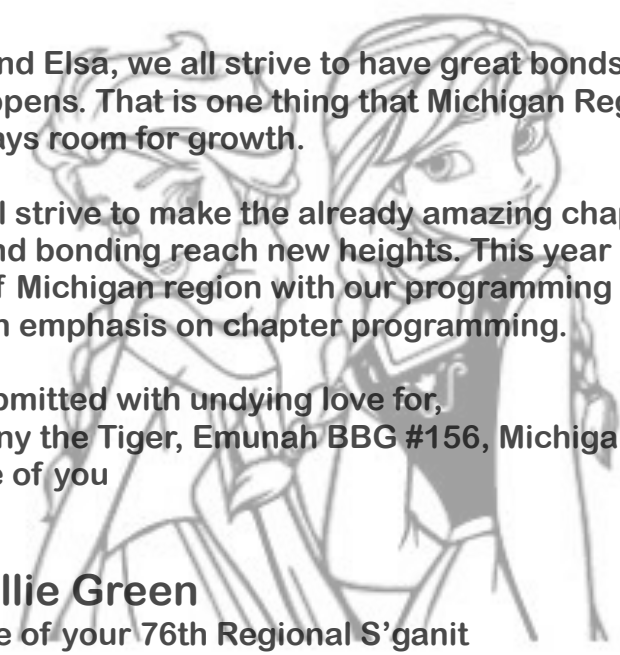 nd Elsa, we all strive to have great bonds
pens. That is one thing that Michigan Reg
ays room for growth.
l strive to make the already amazing chap
nd bonding reach new heights. This year
f Michigan region with our programming
n emphasis on chapter programming.
bmitted with undying love for,
ny the Tiger, Emunah BBG #156, Michiga
e of you
llie Green
e of your 76th Regional S’ganit